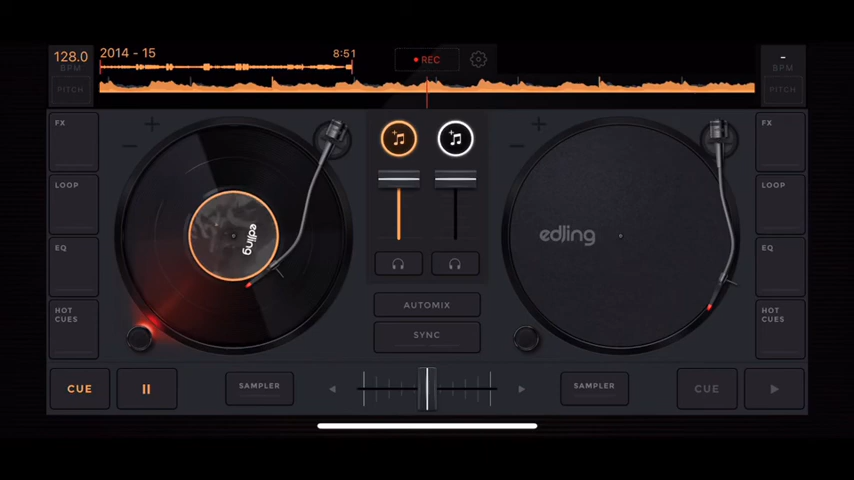 128.0
BPM
PITCH
2014 - 15
8:51
REC
-
BPM
PITCH
FX
LOOP
EQ
HOT
CUES
edjing
edjing
FX
LOOP
EQ
HOT
CUES
AUTOMIX
SYNC
CUE
SAMPLER
SAMPLER
CUE